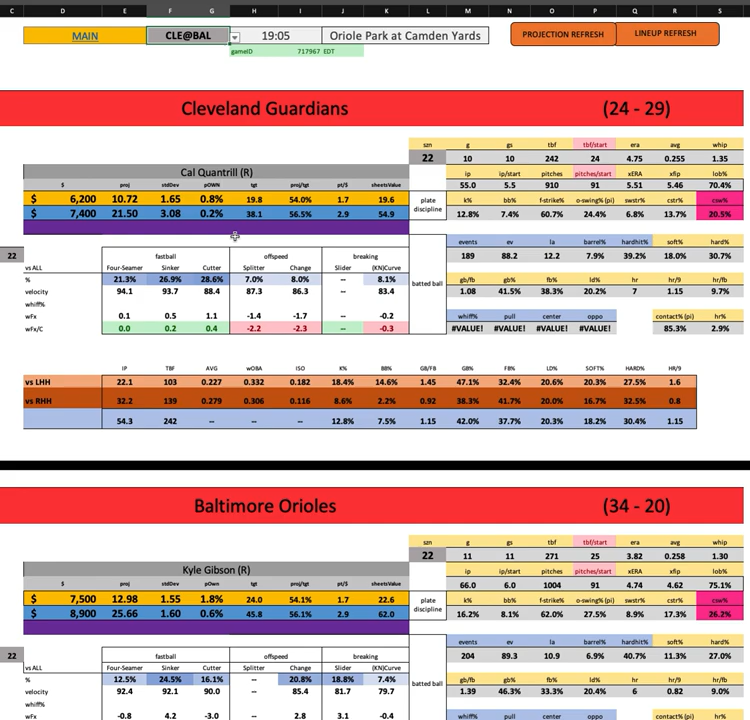 C D E F G H I J K L M N O P Q R S
MAIN CLE@BAL 19:05 Oriole Park at Camden Yards PROJECTION REFRESH LINEUP REFRESH
gameID 717967 EDT
Cleveland Guardians (24 - 29)
szn g gs tbf tbf/start era avg whip
22 10 10 242 24 4.75 0.255 1.35
Cal Quantrill (R) ip ip/start pitches pitches/start xERA xfip lob%
$ proj stdDev pOWN tgt proj/tgt pt/$ sheetsValue 55.0 5.5 910 91 5.51 5.46 70.4%
$ 6,200 10.72 1.65 0.8% 19.8 54.0% 1.7 19.6 plate discipline k% bb% f-strike% o-swing% (pi) swstr% cstr% csw%
$ 7,400 21.50 3.08 0.2% 38.1 56.5% 2.9 54.9 12.8% 7.4% 60.7% 24.4% 6.8% 13.7% 20.5%
events ev la barrel% hardhit% soft% hard%
22 fastball offspeed breaking 189 88.2 12.2 7.9% 39.2% 18.0% 30.7%
vs ALL Four-Seamer Sinker Cutter Splitter Change Slider (KN)Curve
% 21.3% 26.9% 28.6% 7.0% 8.0% -- 8.1% batted ball gb/fb gb% fb% ld% hr hr/9 hr/fb
velocity 94.1 93.7 88.4 87.3 86.3 -- 83.4 1.08 41.5% 38.3% 20.2% 7 1.15 9.7%
whiff%
wFx 0.1 0.5 1.1 -1.4 -1.7 -- -0.2 whiff% pull center oppo contact% (pi) hr%
wFx/C 0.0 0.2 0.4 -2.2 -2.3 -- -0.3 #VALUE! #VALUE! #VALUE! #VALUE! 85.3% 2.9%
IP TBF AVG wOBA ISO K% BB% GB/FB GB% FB% LD% SOFT% HARD% HR/9
vs LHH 22.1 103 0.227 0.332 0.182 18.4% 14.6% 1.45 47.1% 32.4% 20.6% 20.3% 27.5% 1.6
vs RHH 32.2 139 0.279 0.306 0.116 8.6% 2.2% 0.92 38.3% 41.7% 20.0% 16.7% 32.5% 0.8
54.3 242 -- -- -- 12.8% 7.5% 1.15 42.0% 37.7% 20.3% 18.2% 30.4% 1.15
Baltimore Orioles (34 - 20)
szn g gs tbf tbf/start era avg whip
22 11 11 271 25 3.82 0.258 1.30
Kyle Gibson (R) ip ip/start pitches pitches/start xERA xfip lob%
$ proj stdDev pOwn tgt proj/tgt pt/$ sheetsValue 66.0 6.0 1004 91 4.74 4.62 75.1%
$ 7,500 12.98 1.55 1.8% 24.0 54.1% 1.7 22.6 plate discipline k% bb% f-strike% o-swing% (pi) swstr% cstr% csw%
$ 8,900 25.66 1.60 0.6% 45.8 56.1% 2.9 62.0 16.2% 8.1% 62.0% 27.5% 8.9% 17.3% 26.2%
events ev la barrel% hardhit% soft% hard%
22 fastball offspeed breaking 204 89.3 10.9 6.9% 40.7% 11.3% 27.0%
vs ALL Four-Seamer Sinker Cutter Splitter Change Slider (KN)Curve
% 12.5% 24.5% 16.1% -- 20.8% 18.8% 7.4% batted ball gb/fb gb% fb% ld% hr hr/9 hr/fb
velocity 92.4 92.1 90.0 -- 85.4 81.7 79.7 1.39 46.3% 33.3% 20.4% 6 0.82 9.0%
whiff%
wFx -0.8 4.2 -3.0 -- 2.8 3.1 -0.4 whiff% pull center oppo contact% (pi) hr%